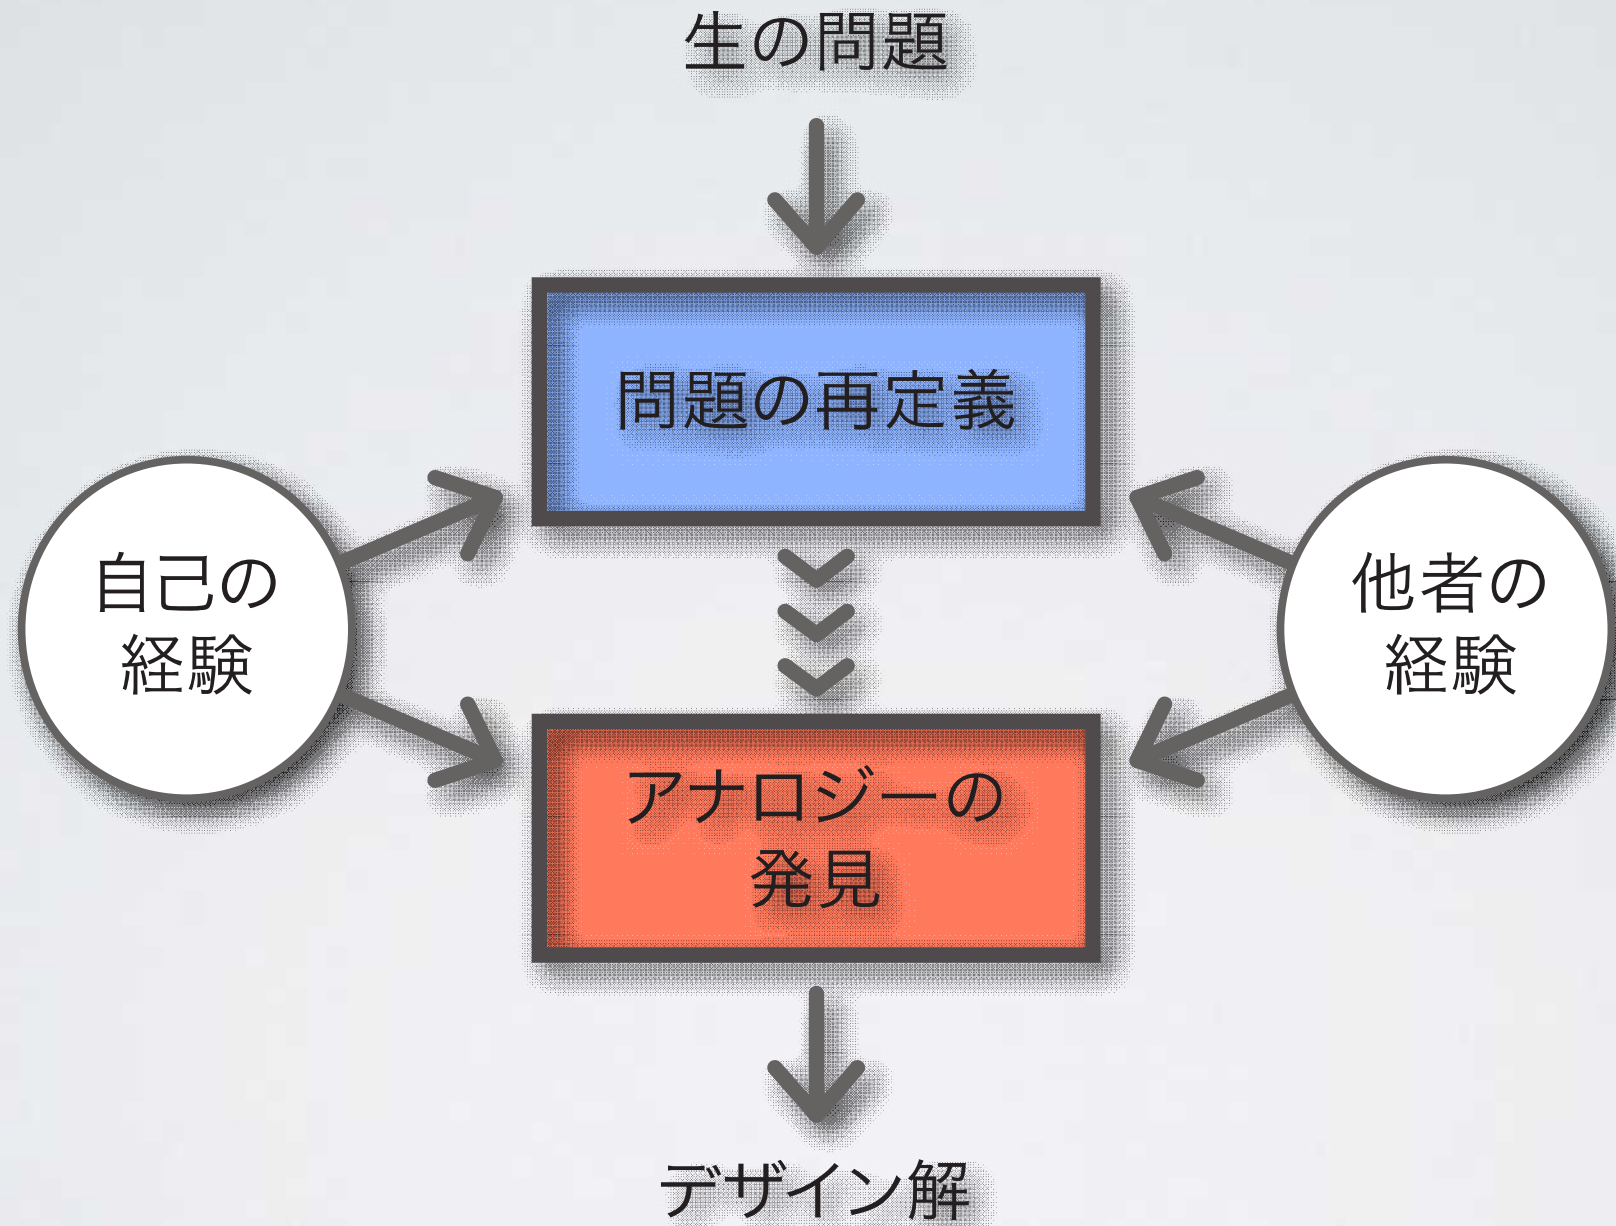 生の問題
問題の再定義
自己の
経験
他者の
経験
アナロジーの
発見
デザイン解